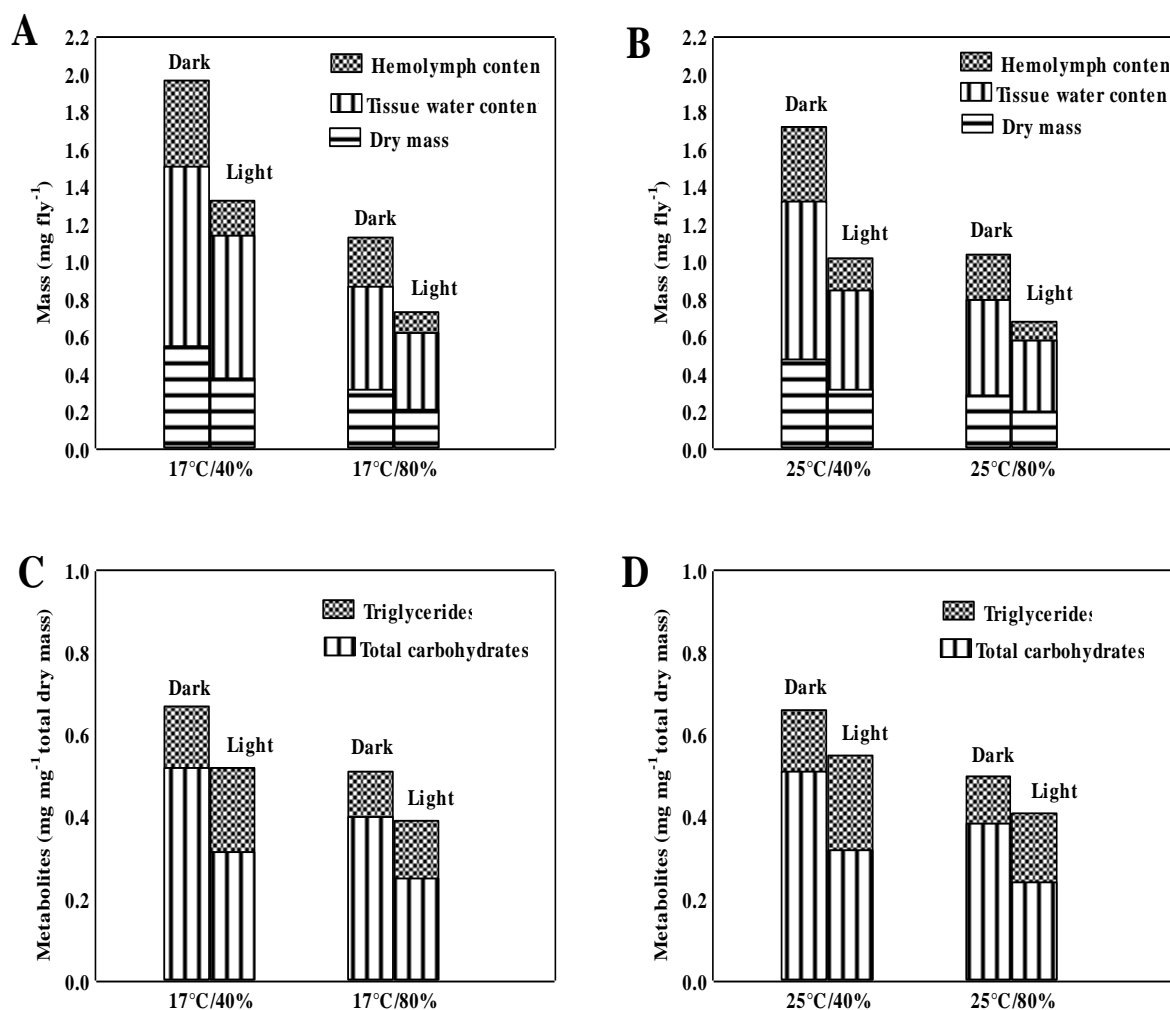 A
2.2
2.0
1.8
1.6
1.4
1.2
1.0
0.8
0.6
0.4
0.2
0.0
Mass (mg fly⁻¹)
Dark
Light
Dark
Light
Hemolymph conten
Tissue water conten
Dry mass
17°C/40%
17°C/80%
B
2.2
2.0
1.8
1.6
1.4
1.2
1.0
0.8
0.6
0.4
0.2
0.0
Mass (mg fly⁻¹)
Dark
Light
Dark
Light
Hemolymph conten
Tissue water conten
Dry mass
25°C/40%
25°C/80%
C
1.0
0.8
0.6
0.4
0.2
0.0
Metabolites (mg mg⁻¹ total dry mass)
Dark
Light
Dark
Light
Triglycerides
Total carbohydrates
17°C/40%
17°C/80%
D
1.0
0.8
0.6
0.4
0.2
0.0
Metabolites (mg mg⁻¹ total dry mass)
Dark
Light
Dark
Light
Triglycerides
Total carbohydrates
25°C/40%
25°C/80%